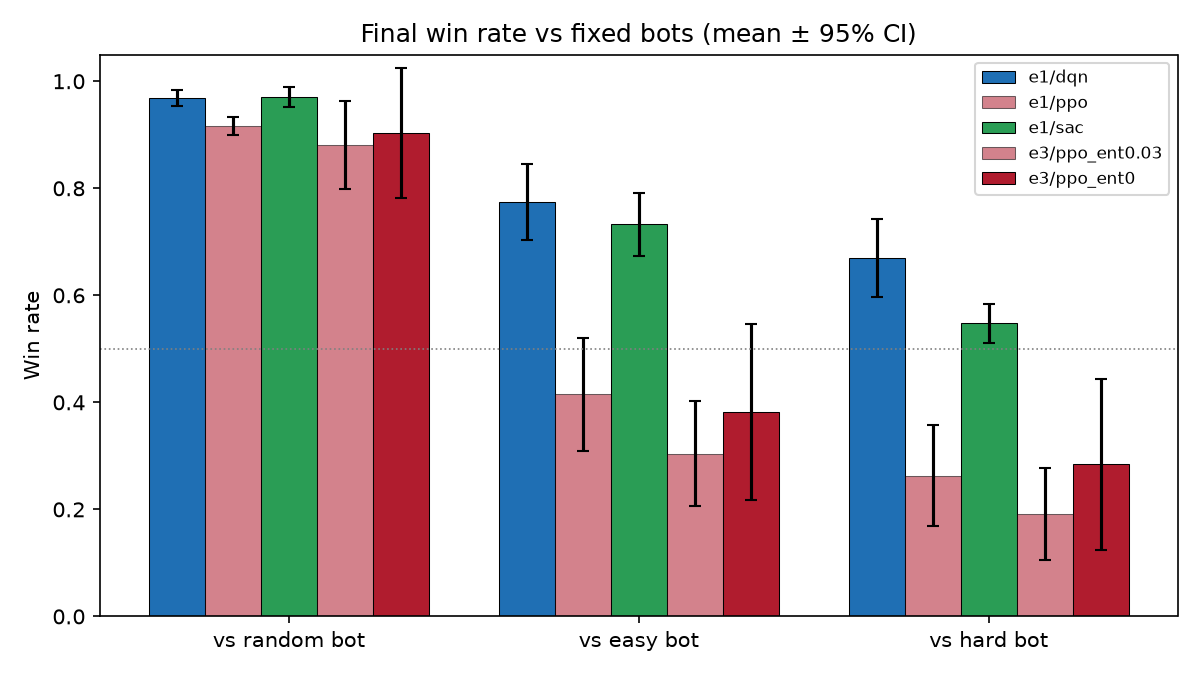 Final win rate vs fixed bots (mean ± 95% CI)
Win rate
1.0
0.8
0.6
0.4
0.2
0.0
e1/dqn
e1/ppo
e1/sac
e3/ppo_ent0.03
e3/ppo_ent0
vs random bot
vs easy bot
vs hard bot